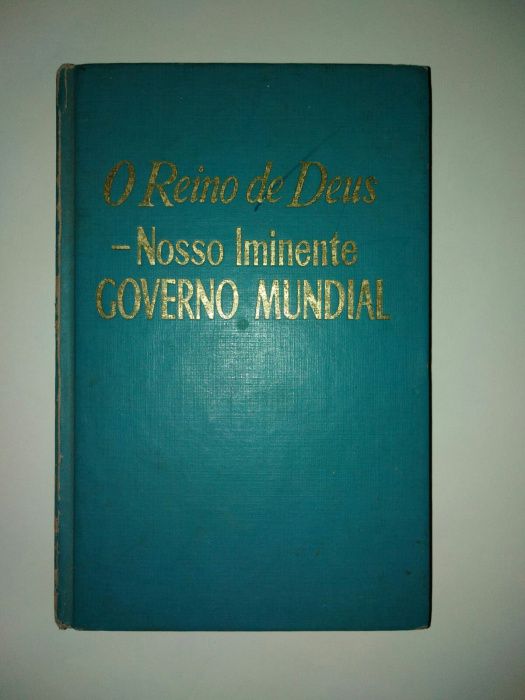 O Reino de Deus
– Nosso Iminente
GOVERNO MUNDIAL